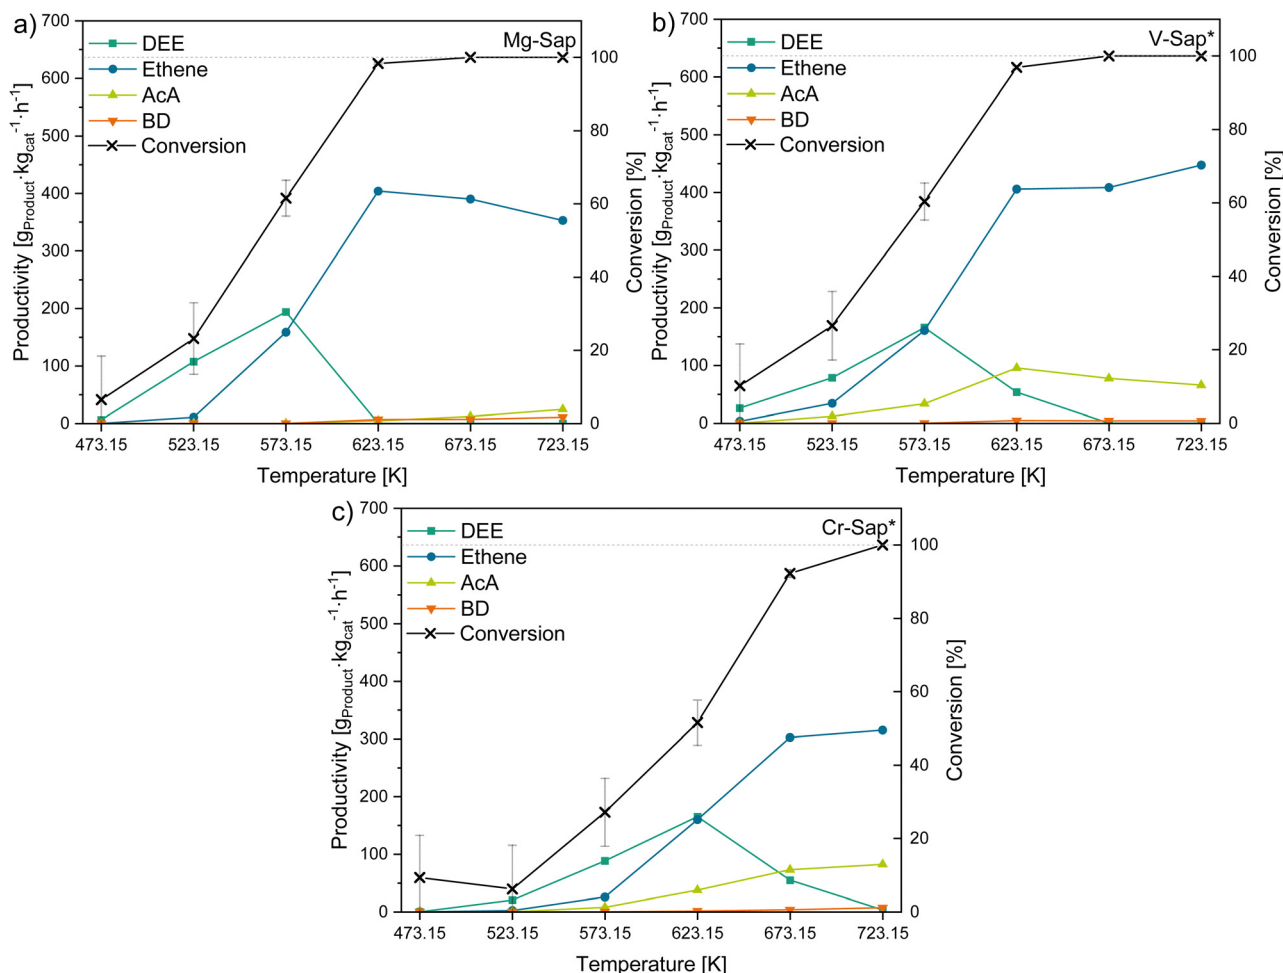 a)
Mg-Sap
DEE
Ethene
AcA
BD
Conversion
Productivity [gProduct·kgcat⁻¹·h⁻¹]
700
600
500
400
300
200
100
0
Conversion [%]
100
80
60
40
20
0
473.15 523.15 573.15 623.15 673.15 723.15
Temperature [K]
b)
V-Sap*
DEE
Ethene
AcA
BD
Conversion
Productivity [gProduct·kgcat⁻¹·h⁻¹]
700
600
500
400
300
200
100
0
Conversion [%]
100
80
60
40
20
0
473.15 523.15 573.15 623.15 673.15 723.15
Temperature [K]
c)
Cr-Sap*
DEE
Ethene
AcA
BD
Conversion
Productivity [gProduct·kgcat⁻¹·h⁻¹]
700
600
500
400
300
200
100
0
Conversion [%]
100
80
60
40
20
0
473.15 523.15 573.15 623.15 673.15 723.15
Temperature [K]